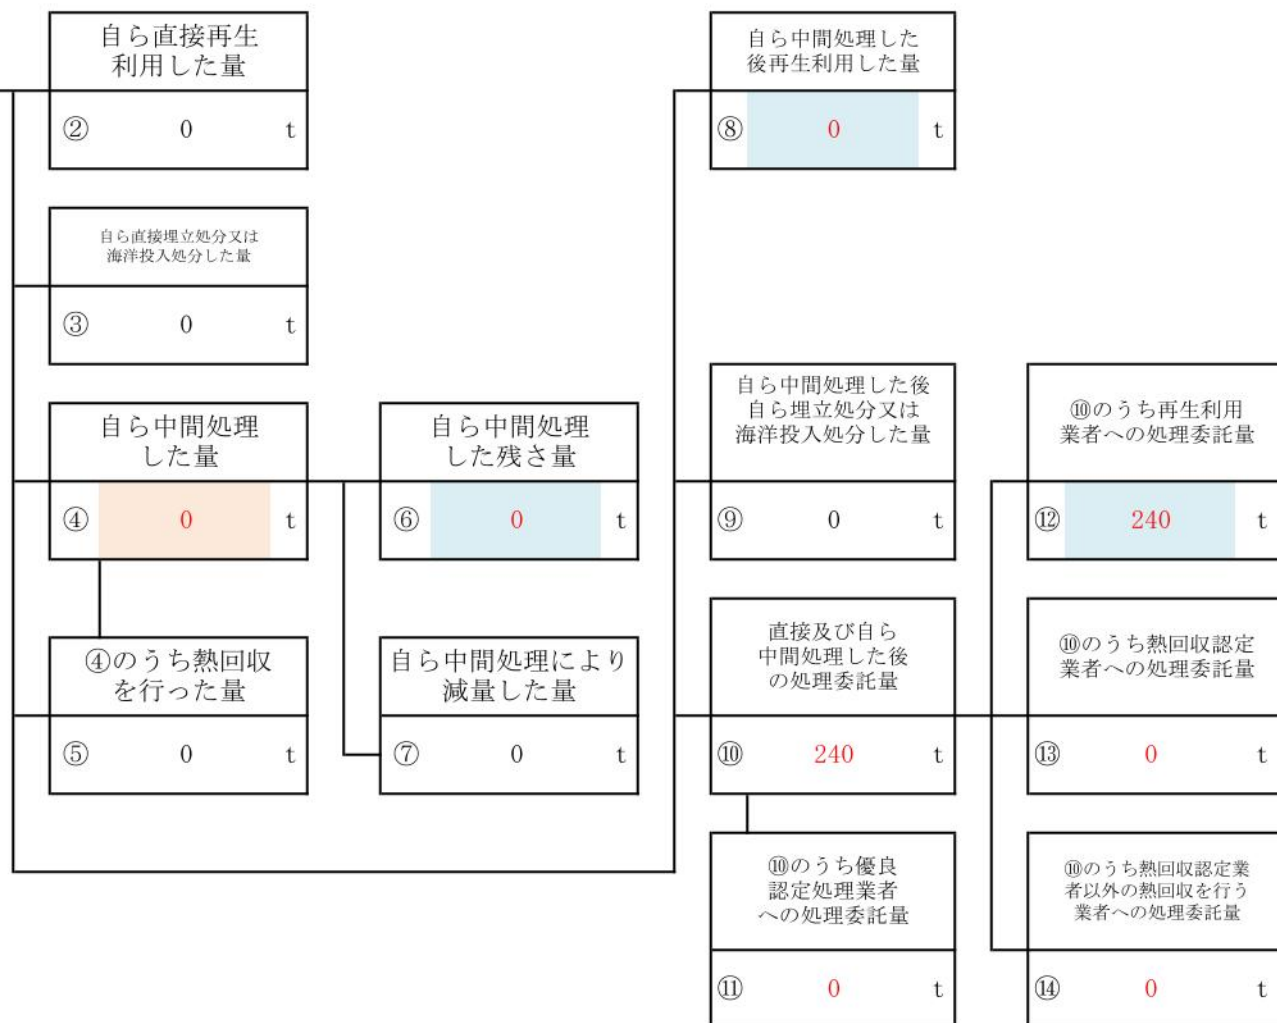 自ら直接再生
利用した量
② 0 t
自ら直接埋立処分又は
海洋投入処分した量
③ 0 t
自ら中間処理
した量
④ 0 t
④のうち熱回収
を行った量
⑤ 0 t
自ら中間処理
した残さ量
⑥ 0 t
自ら中間処理により
減量した量
⑦ 0 t
自ら中間処理した
後再生利用した量
⑧ 0 t
自ら中間処理した後
自ら埋立処分又は
海洋投入処分した量
⑨ 0 t
直接及び自ら
中間処理した後
の処理委託量
⑩ 240 t
⑩のうち優良
認定処理業者
への処理委託量
⑪ 0 t
⑩のうち再生利用
業者への処理委託量
⑫ 240 t
⑩のうち熱回収認定
業者への処理委託量
⑬ 0 t
⑩のうち熱回収認定業
者以外の熱回収を行う
業者への処理委託量
⑭ 0 t